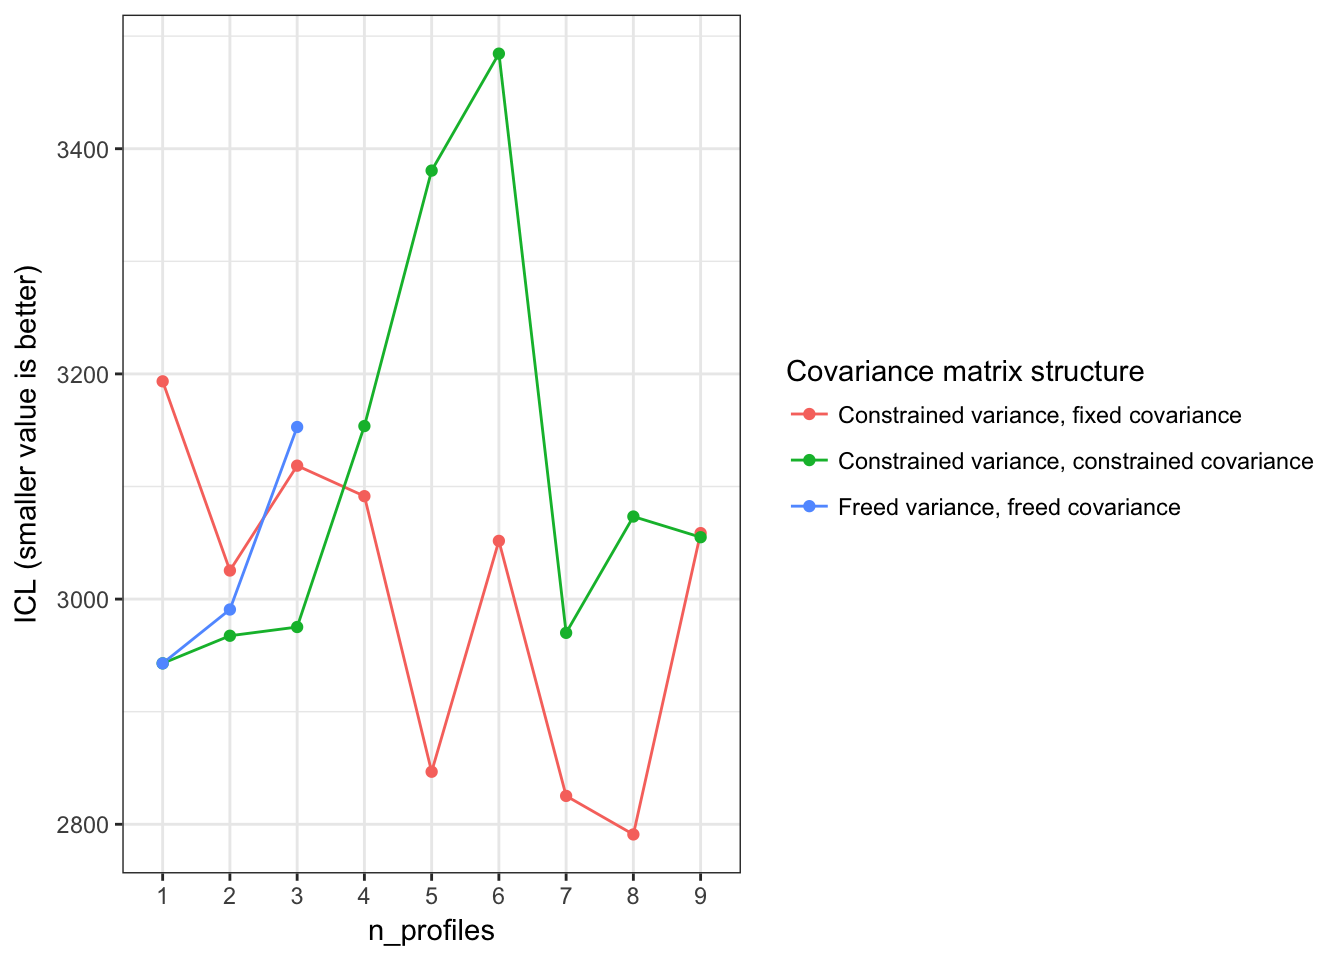 ICL (smaller value is better)
3400
3200
3000
2800
1 2 3 4 5 6 7 8 9
n_profiles
Covariance matrix structure
Constrained variance, fixed covariance
Constrained variance, constrained covariance
Freed variance, freed covariance